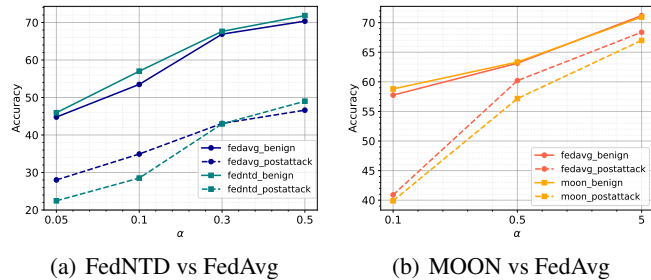 70
60
50
40
30
20
Accuracy
0.05
0.1
0.3
0.5
α
fedavg_benign
fedavg_postattack
fedntd_benign
fedntd_postattack
(a) FedNTD vs FedAvg
70
65
60
55
50
45
40
Accuracy
0.1
0.5
5
α
fedavg_benign
fedavg_postattack
moon_benign
moon_postattack
(b) MOON vs FedAvg